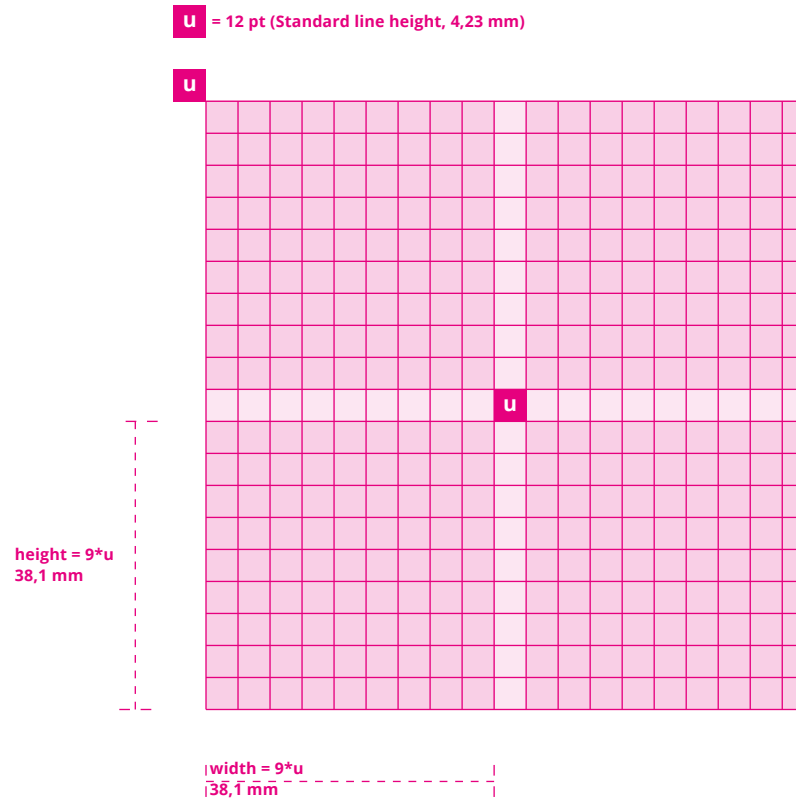 u = 12 pt (Standard line height, 4,23 mm)
u
u
height = 9*u
38,1 mm
width = 9*u
38,1 mm